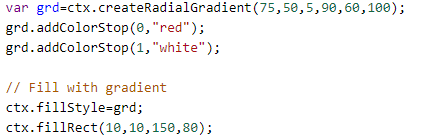 var grd=ctx.createRadialGradient(75,50,5,90,60,100);
grd.addColorStop(0,"red");
grd.addColorStop(1,"white");
// Fill with gradient
ctx.fillStyle=grd;
ctx.fillRect(10,10,150,80);